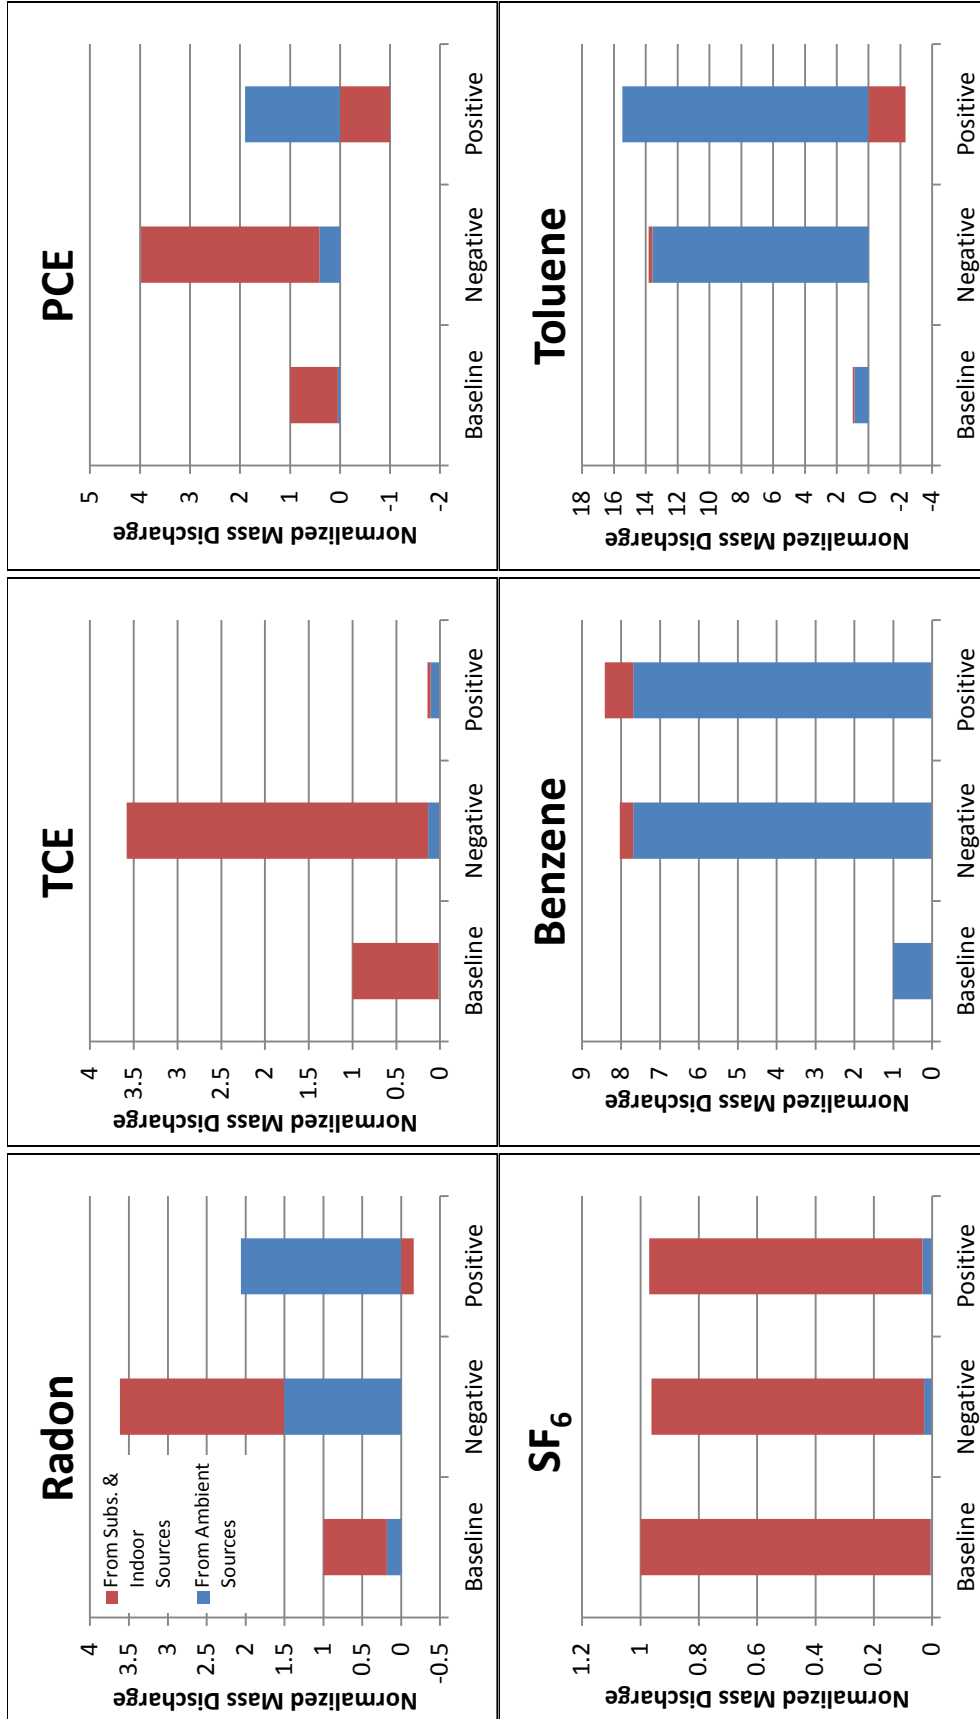 Radon
Normalized Mass Discharge
4
3.5
3
2.5
2
1.5
1
0.5
0
-0.5
From Subs. &
Indoor
Sources
From Ambient
Sources
Baseline Negative Positive
TCE
Normalized Mass Discharge
4
3.5
3
2.5
2
1.5
1
0.5
0
Baseline Negative Positive
PCE
Normalized Mass Discharge
5
4
3
2
1
0
-1
-2
Baseline Negative Positive
SF6
Normalized Mass Discharge
1.2
1
0.8
0.6
0.4
0.2
0
Baseline Negative Positive
Benzene
Normalized Mass Discharge
9
8
7
6
5
4
3
2
1
0
Baseline Negative Positive
Toluene
Normalized Mass Discharge
18
16
14
12
10
8
6
4
2
0
-2
-4
Baseline Negative Positive